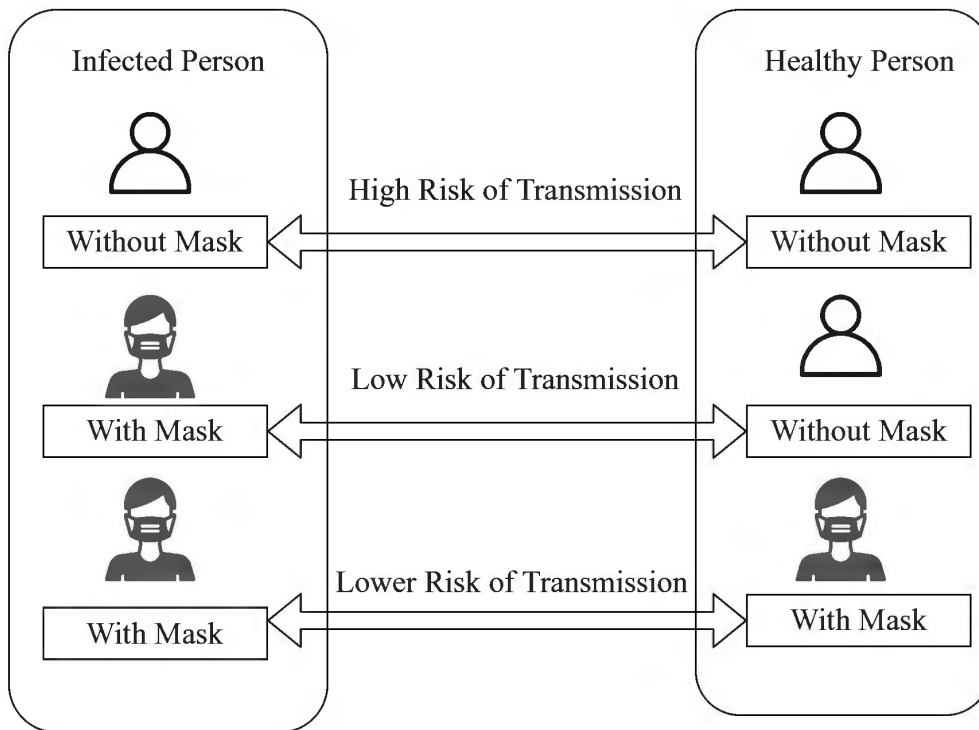 Infected Person
Healthy Person
High Risk of Transmission
Without Mask
Without Mask
Low Risk of Transmission
With Mask
Without Mask
Lower Risk of Transmission
With Mask
With Mask